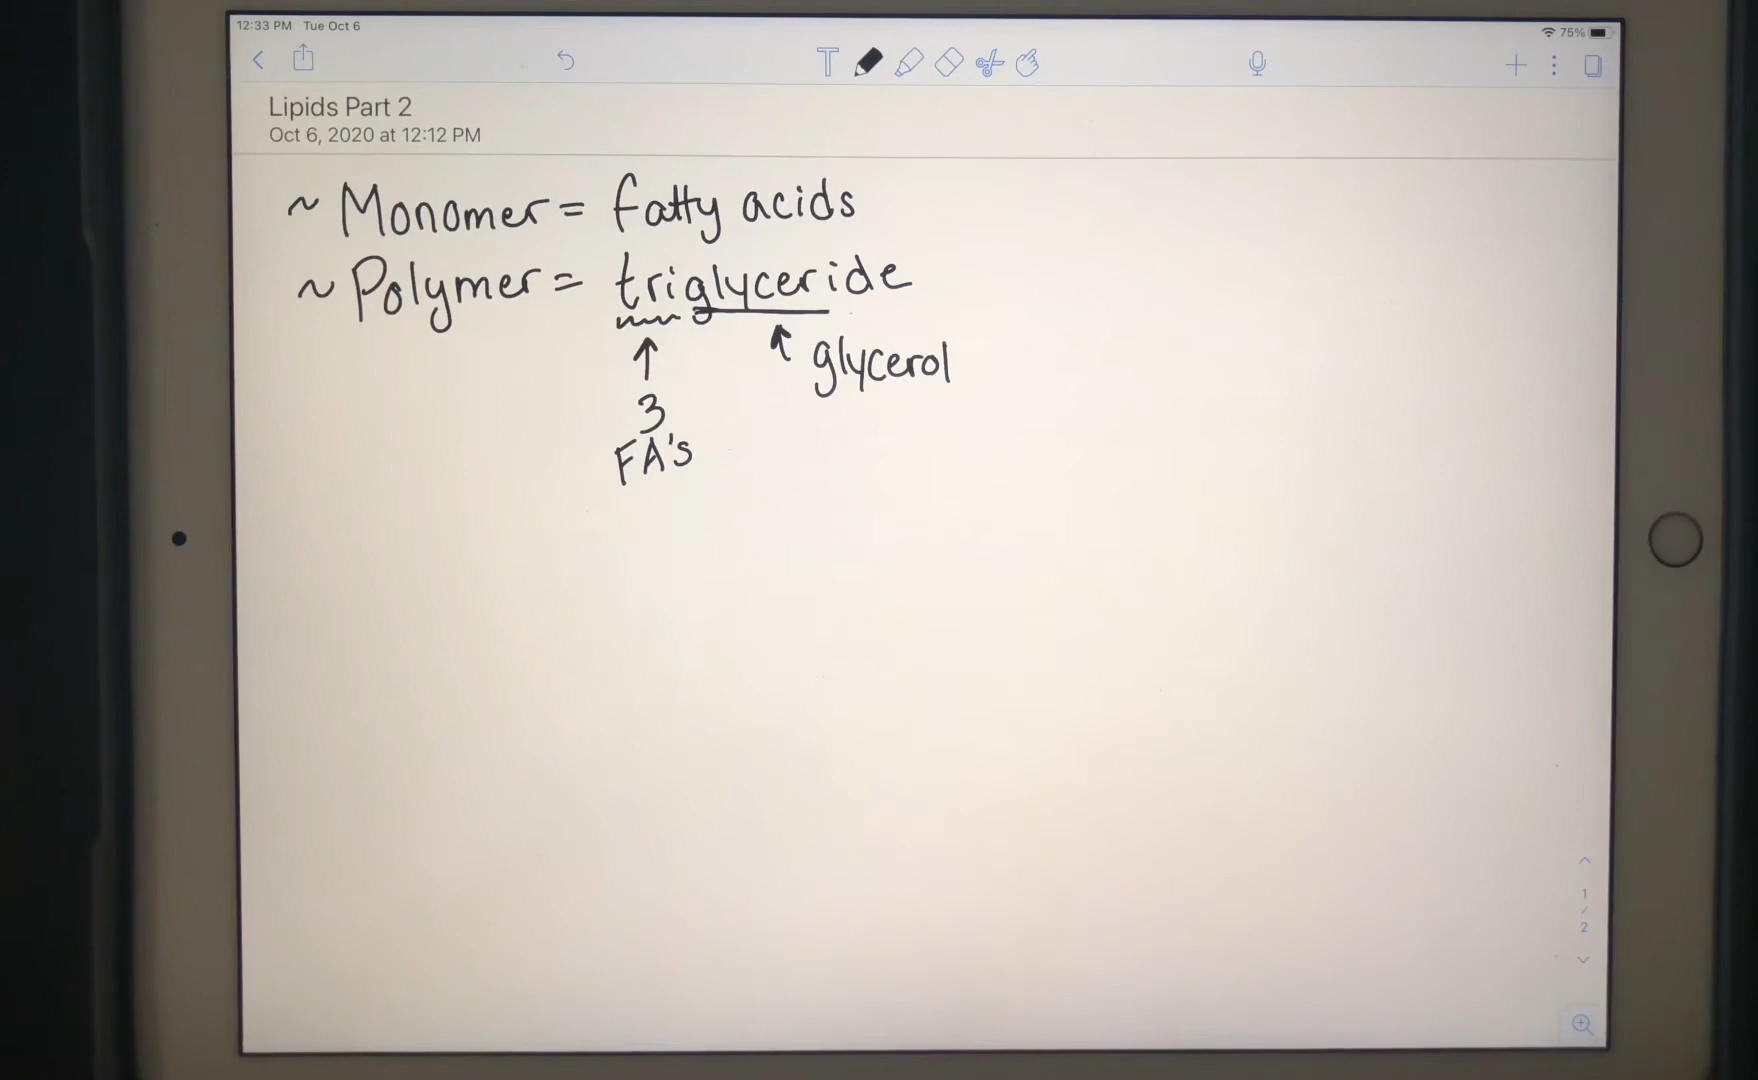 12:33 PM Tue Oct 6
75%
Lipids Part 2
Oct 6, 2020 at 12:12 PM
~ Monomer = fatty acids
~ Polymer = triglyceride
glycerol
3
FA's
1
/
2